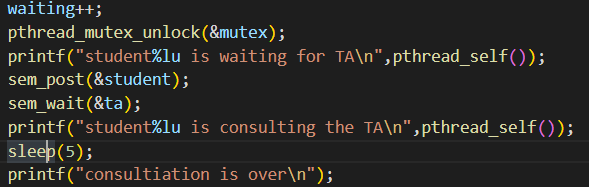 waiting++;
pthread_mutex_unlock(&mutex);
printf("student%lu is waiting for TA\n",pthread_self());
sem_post(&student);
sem_wait(&ta);
printf("student%lu is consulting the TA\n",pthread_self());
sleep(5);
printf("consultiation is over\n");